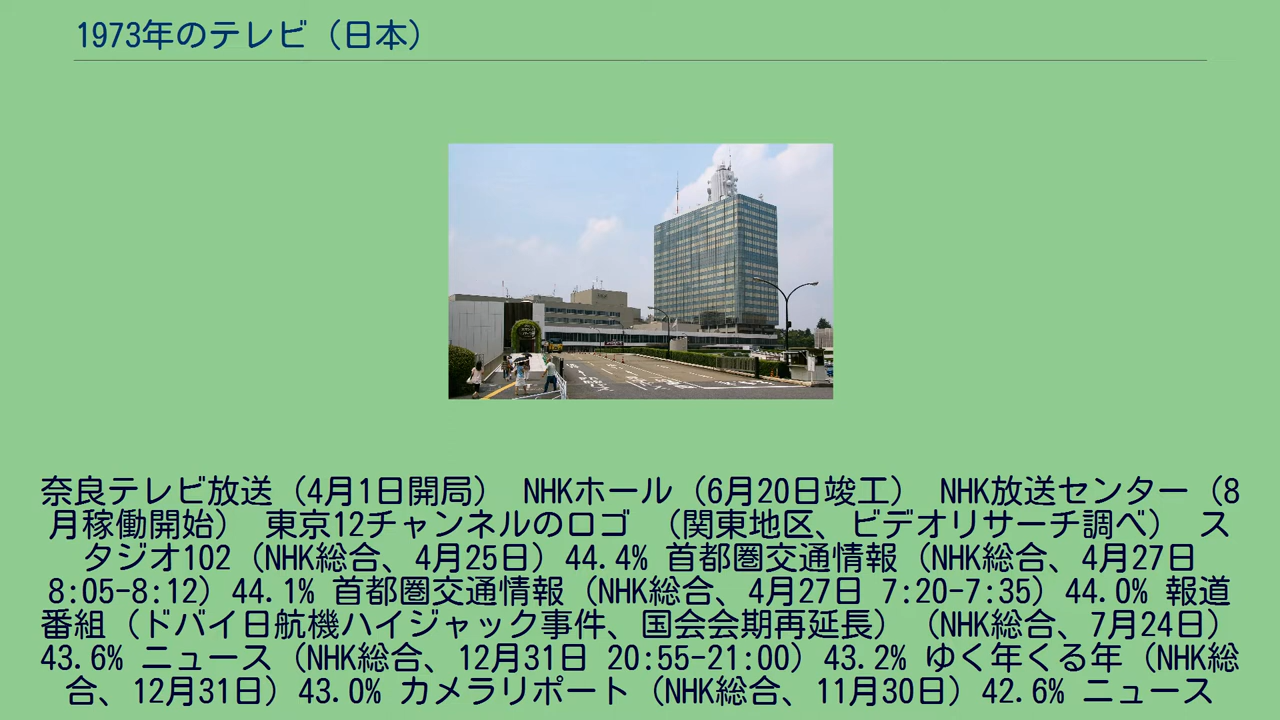 1973年のテレビ（日本）
奈良テレビ放送（4月1日開局） NHKホール（6月20日竣工） NHK放送センター（8
月稼働開始） 東京12チャンネルのロゴ （関東地区、ビデオリサーチ調べ） ス
タジオ102（NHK総合、4月25日）44.4% 首都圏交通情報（NHK総合、4月27日
8:05-8:12）44.1% 首都圏交通情報（NHK総合、4月27日 7:20-7:35）44.0% 報道
番組（ドバイ日航機ハイジャック事件、国会会期再延長）（NHK総合、7月24日）
43.6% ニュース（NHK総合、12月31日 20:55-21:00）43.2% ゆく年くる年（NHK総
合、12月31日）43.0% カメラリポート（NHK総合、11月30日）42.6% ニュース